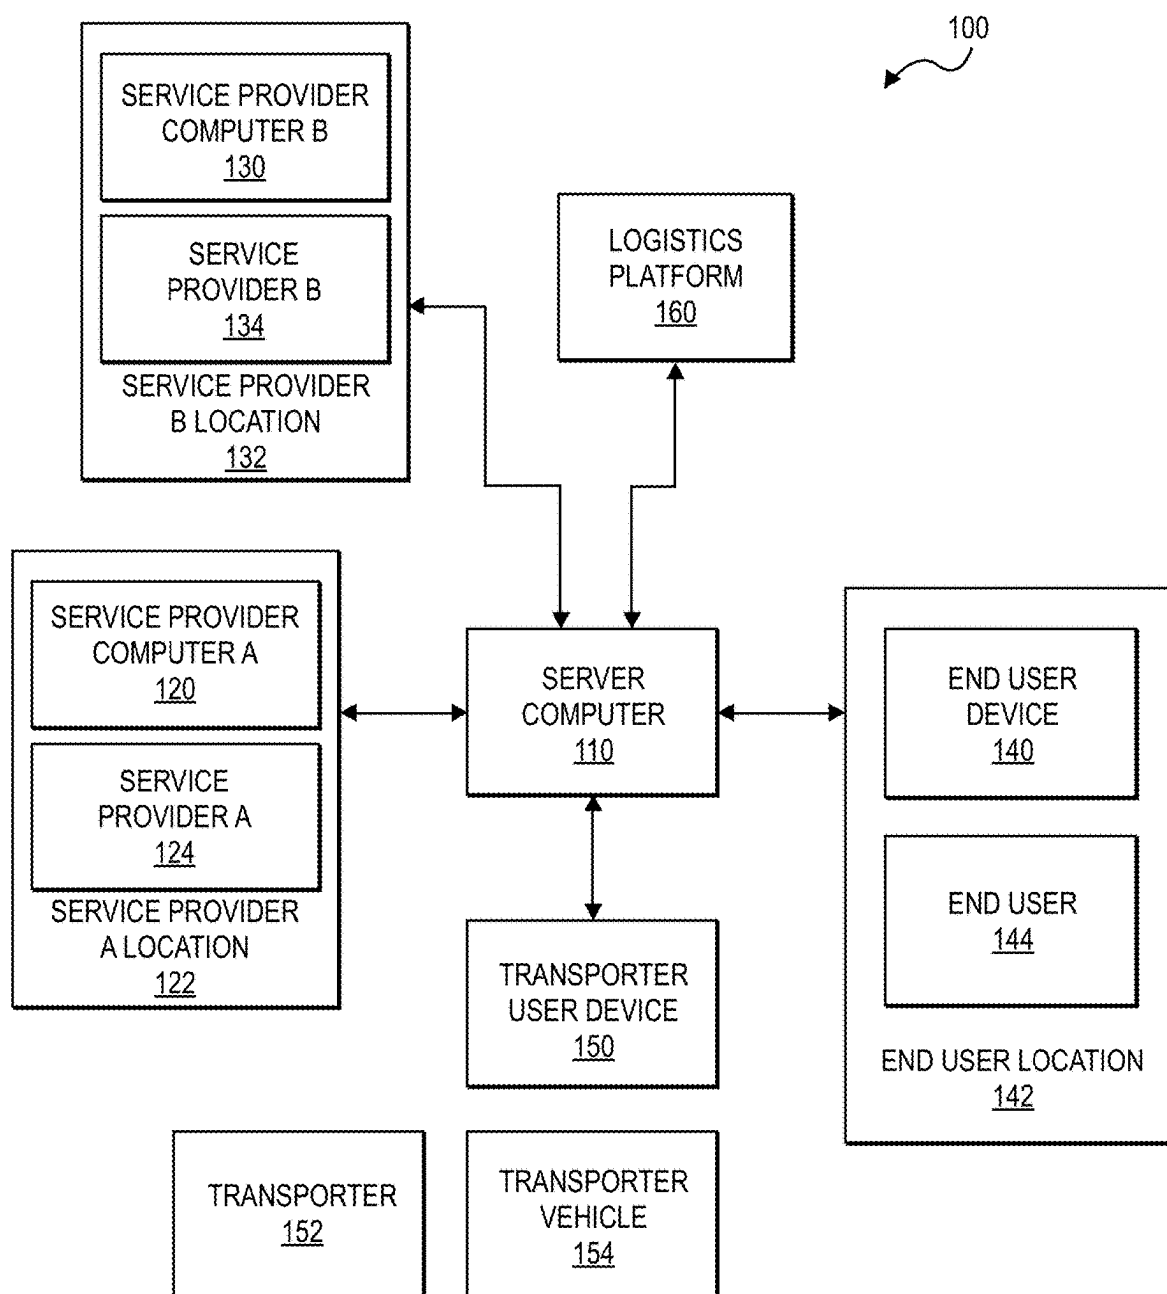 100
SERVICE PROVIDER
COMPUTER B
130
SERVICE
PROVIDER B
134
SERVICE PROVIDER
B LOCATION
132
LOGISTICS
PLATFORM
160
SERVICE PROVIDER
COMPUTER A
120
SERVICE
PROVIDER A
124
SERVICE PROVIDER
A LOCATION
122
SERVER
COMPUTER
110
END USER
DEVICE
140
END USER
144
END USER LOCATION
142
TRANSPORTER
USER DEVICE
150
TRANSPORTER
152
TRANSPORTER
VEHICLE
154